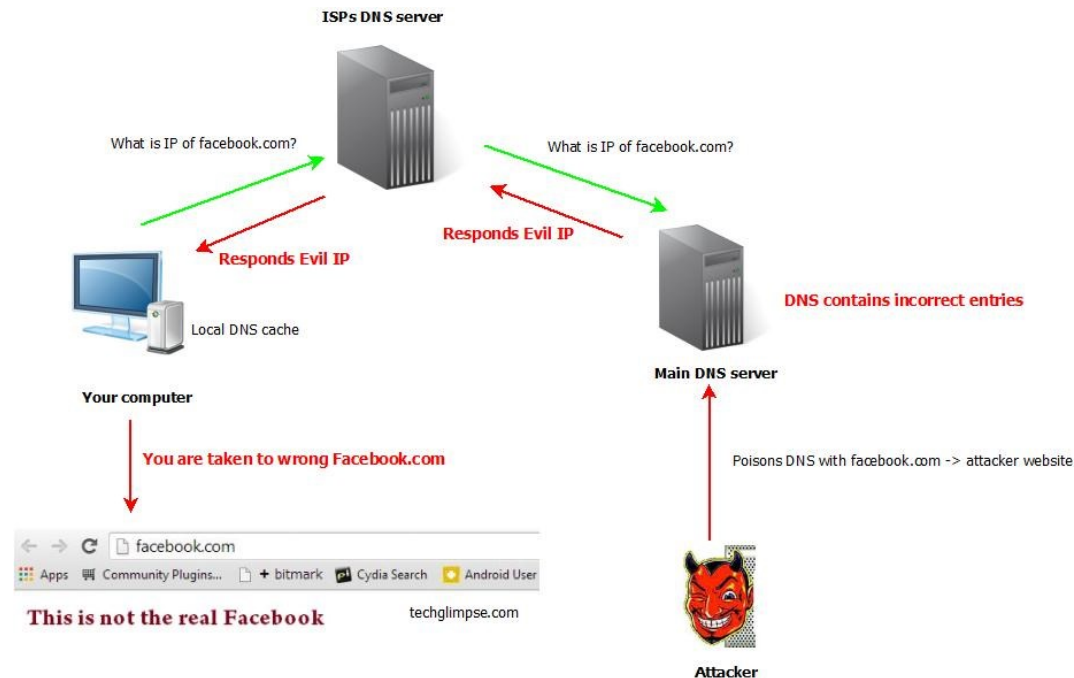 ISPs DNS server
What is IP of facebook.com?
What is IP of facebook.com?
Responds Evil IP
Responds Evil IP
DNS contains incorrect entries
Local DNS cache
Main DNS server
Your computer
You are taken to wrong Facebook.com
Poisons DNS with facebook.com -> attacker website
facebook.com
Apps Community Plugins... + bitmark Cydia Search Android User
This is not the real Facebook
techglimpse.com
Attacker